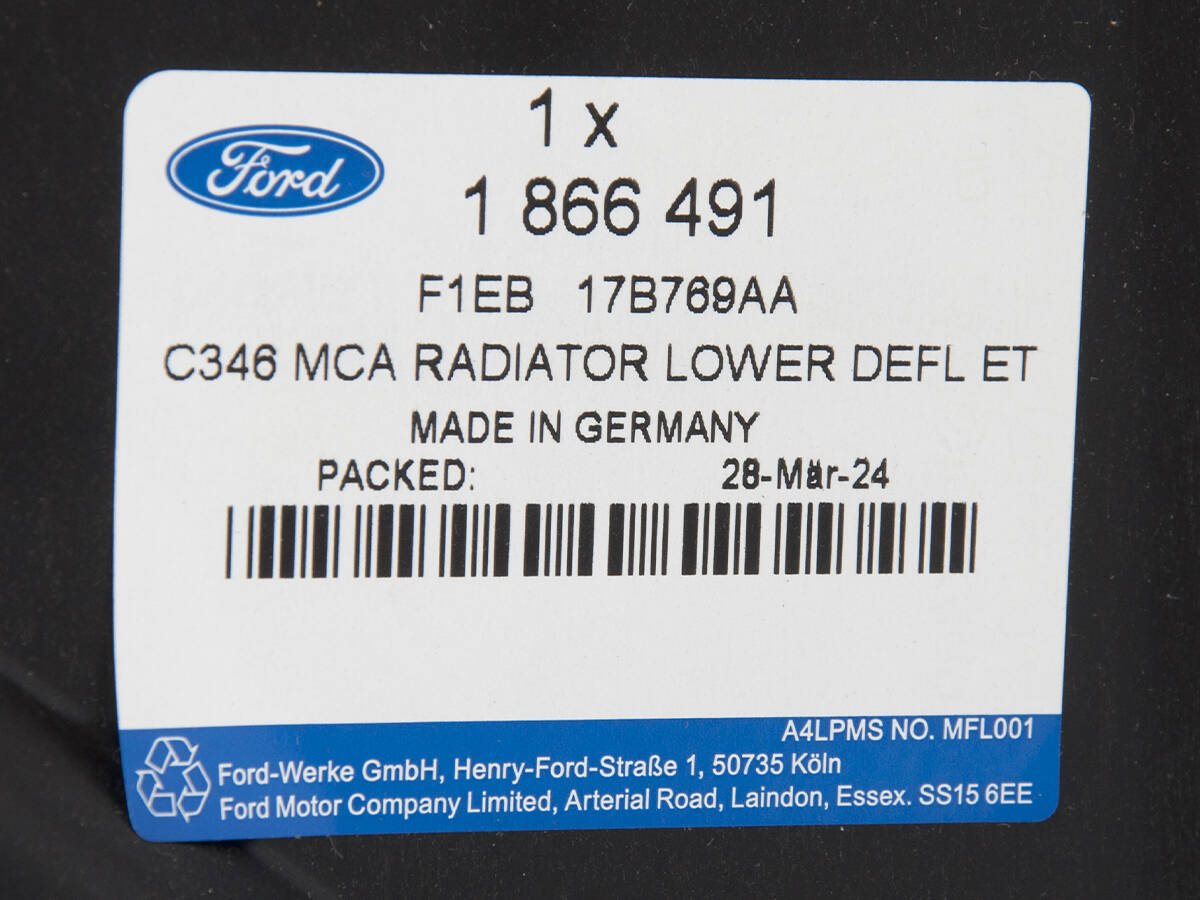 Ford
1 x
1 866 491
F1EB 17B769AA
C346 MCA RADIATOR LOWER DEFL ET
MADE IN GERMANY
PACKED: 28-Mär-24
A4LPMS NO. MFL001
Ford-Werke GmbH, Henry-Ford-Straße 1, 50735 Köln
Ford Motor Company Limited, Arterial Road, Laindon, Essex. SS15 6EE